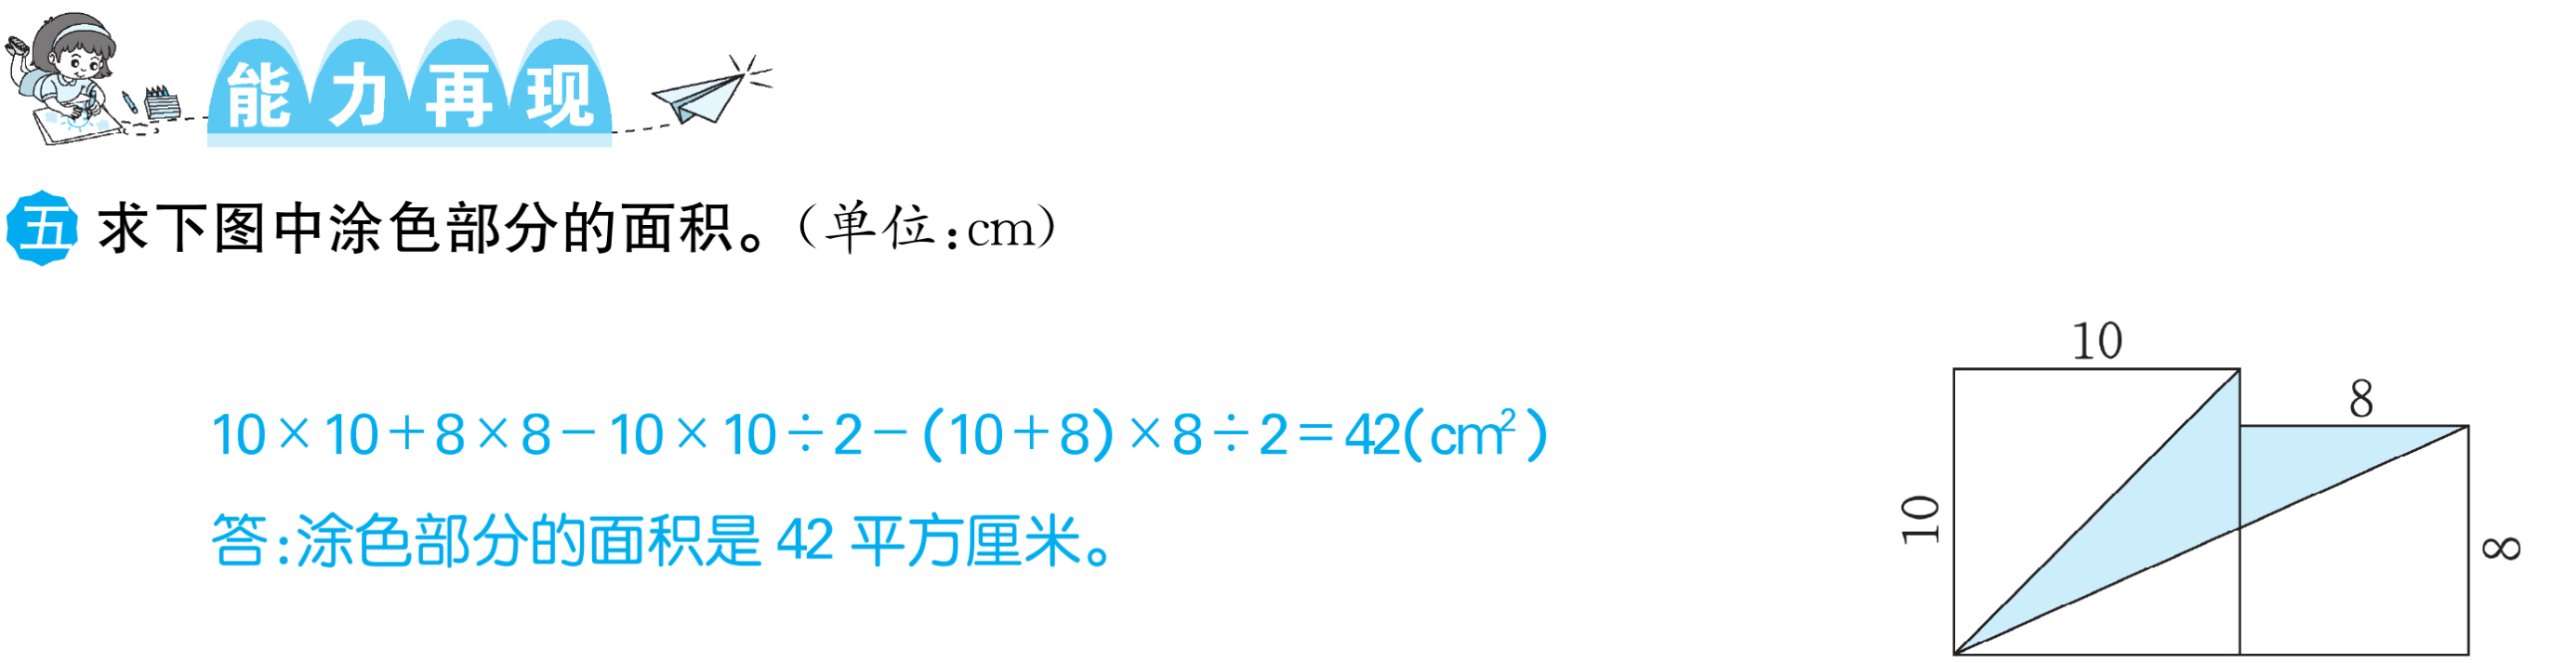 能力再现
五 求下图中涂色部分的面积。(单位:cm)
10×10+8×8-10×10÷2-(10+8)×8÷2=42(cm²)
答:涂色部分的面积是 42 平方厘米。
10
8
10
8